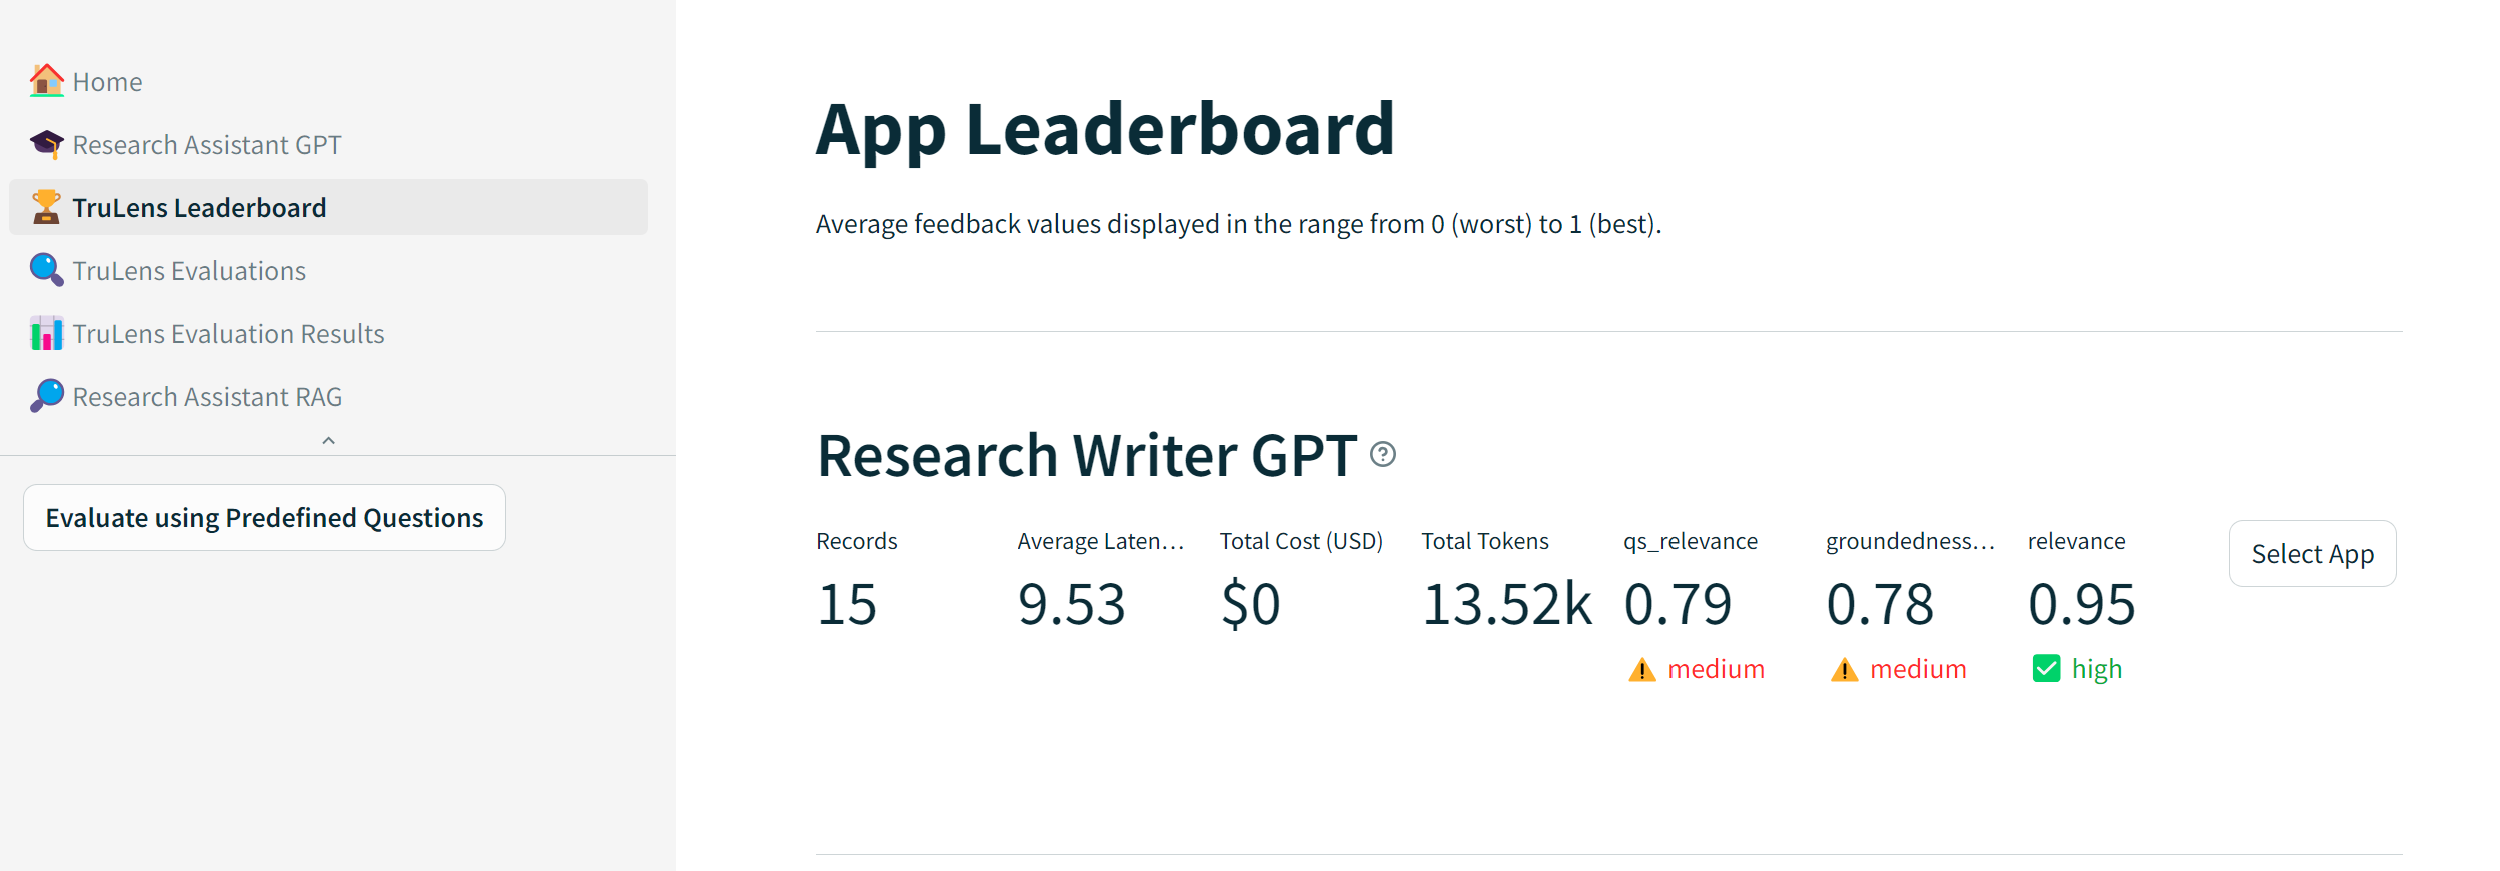 Home
Research Assistant GPT
TruLens Leaderboard
TruLens Evaluations
TruLens Evaluation Results
Research Assistant RAG
Evaluate using Predefined Questions
App Leaderboard
Average feedback values displayed in the range from 0 (worst) to 1 (best).
Research Writer GPT
Records Average Laten... Total Cost (USD) Total Tokens qs_relevance groundedness... relevance
15 9.53 $0 13.52k 0.79 0.78 0.95
medium medium high
Select App